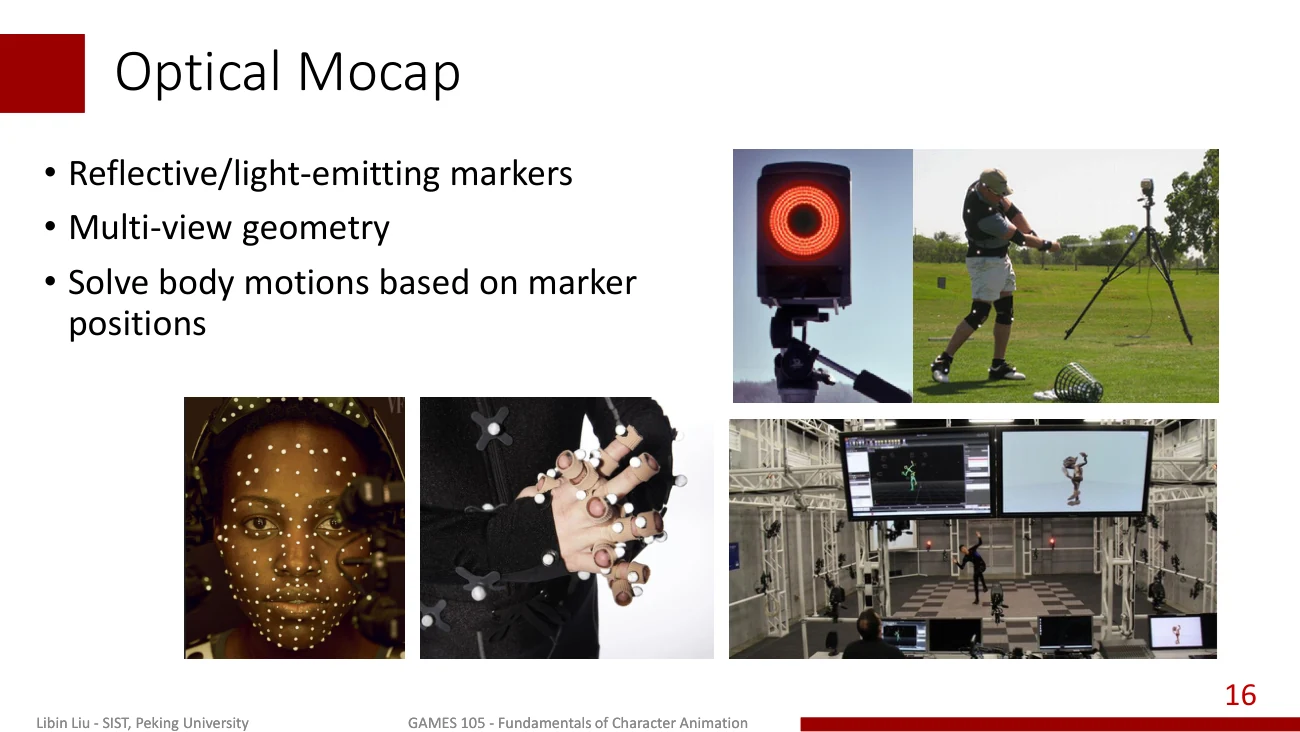 Optical Mocap
• Reflective/light-emitting markers
• Multi-view geometry
• Solve body motions based on marker
positions
16
Libin Liu - SIST, Peking University
GAMES 105 - Fundamentals of Character Animation